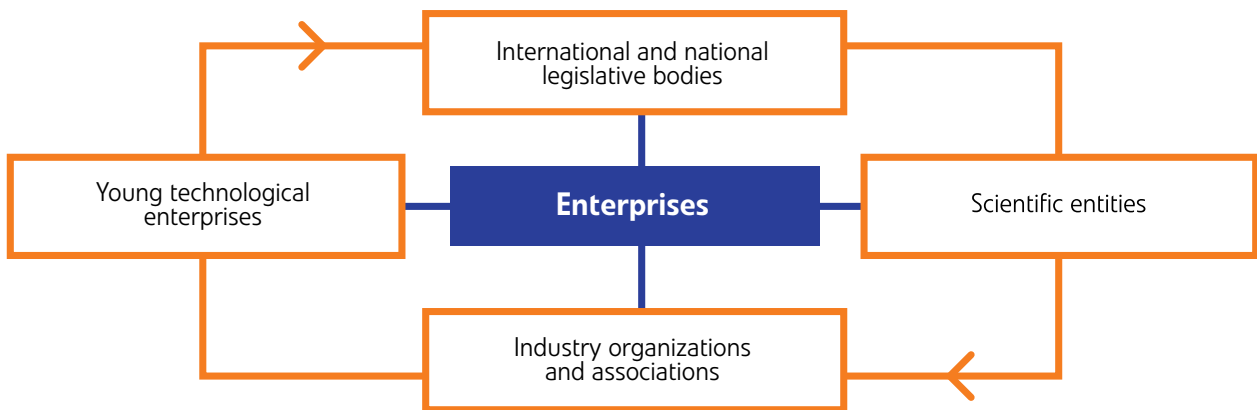 International and national
legislative bodies
Young technological
enterprises
Enterprises
Scientific entities
Industry organizations
and associations